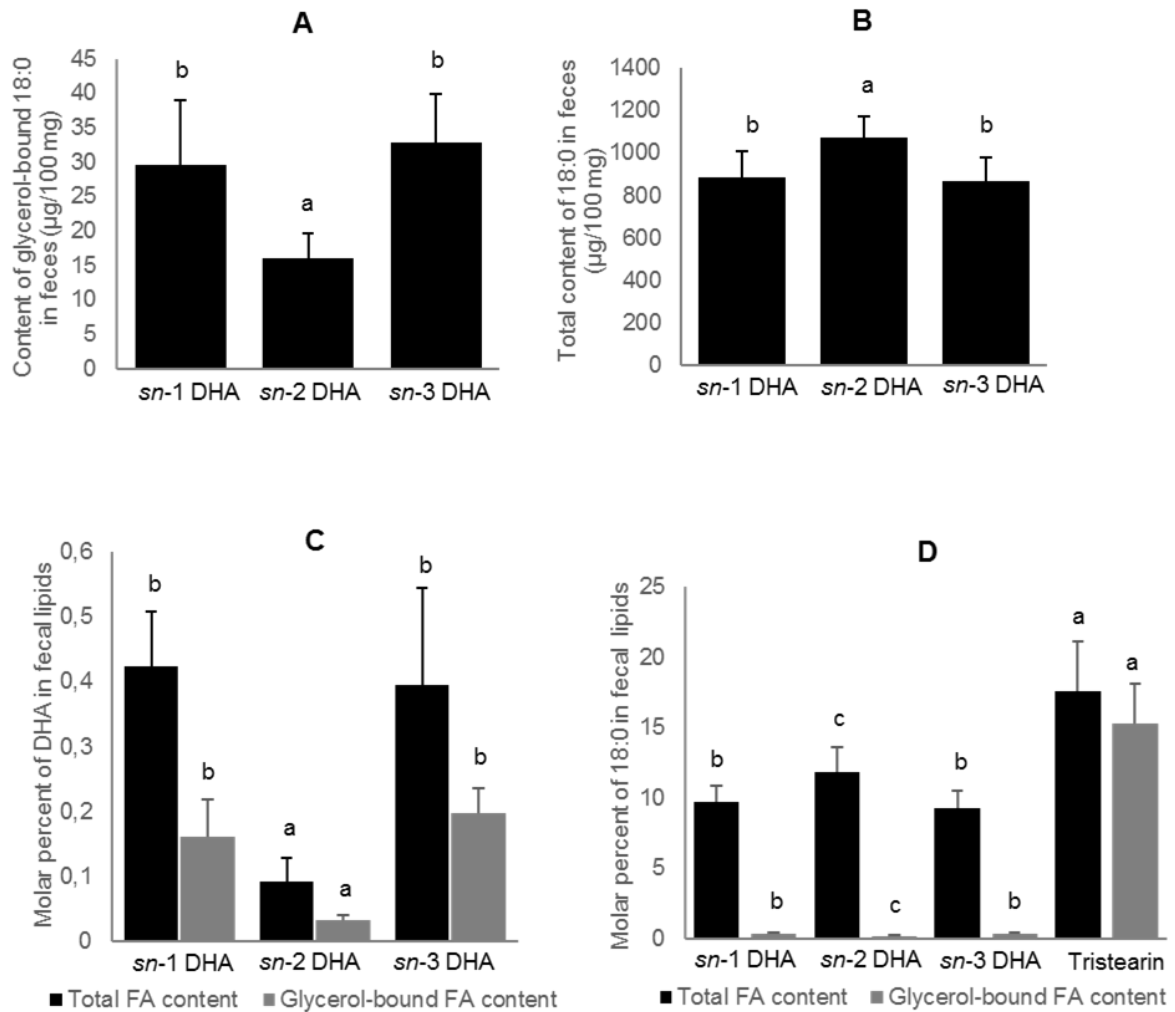 A
Content of glycerol-bound 18:0
in feces (µg/100 mg)
45
40
35
30
25
20
15
10
5
0
b
a
b
sn-1 DHA
sn-2 DHA
sn-3 DHA
B
Total content of 18:0 in feces
(µg/100 mg)
1400
1200
1000
800
600
400
200
0
b
a
b
sn-1 DHA
sn-2 DHA
sn-3 DHA
C
Molar percent of DHA in fecal lipids
0,6
0,5
0,4
0,3
0,2
0,1
0
b
b
a
a
b
b
sn-1 DHA
sn-2 DHA
sn-3 DHA
Total FA content
Glycerol-bound FA content
D
Molar percent of 18:0 in fecal lipids
25
20
15
10
5
0
b
b
c
c
b
b
a
a
sn-1 DHA
sn-2 DHA
sn-3 DHA
Tristearin
Total FA content
Glycerol-bound FA content